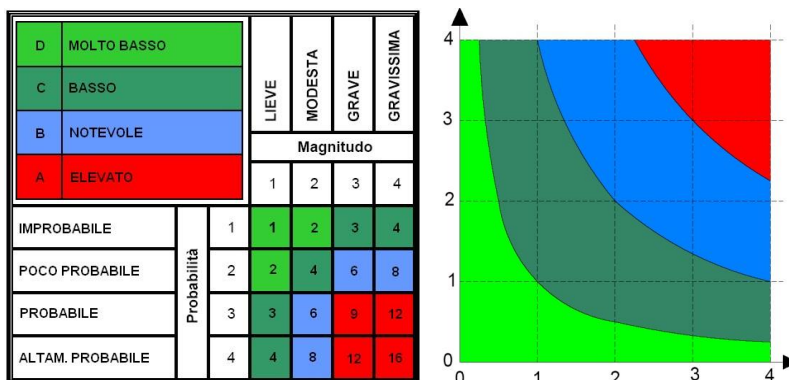 D MOLTO BASSO
C BASSO
B NOTEVOLE
A ELEVATO
LIEVE
MODESTA
GRAVE
GRAVISSIMA
Magnitudo
1 2 3 4
Probabilità
IMPROBABILE 1 1 2 3 4
POCO PROBABILE 2 2 4 6 8
PROBABILE 3 3 6 9 12
ALTAM. PROBABILE 4 4 8 12 16
4
3
2
1
0
0 1 2 3 4